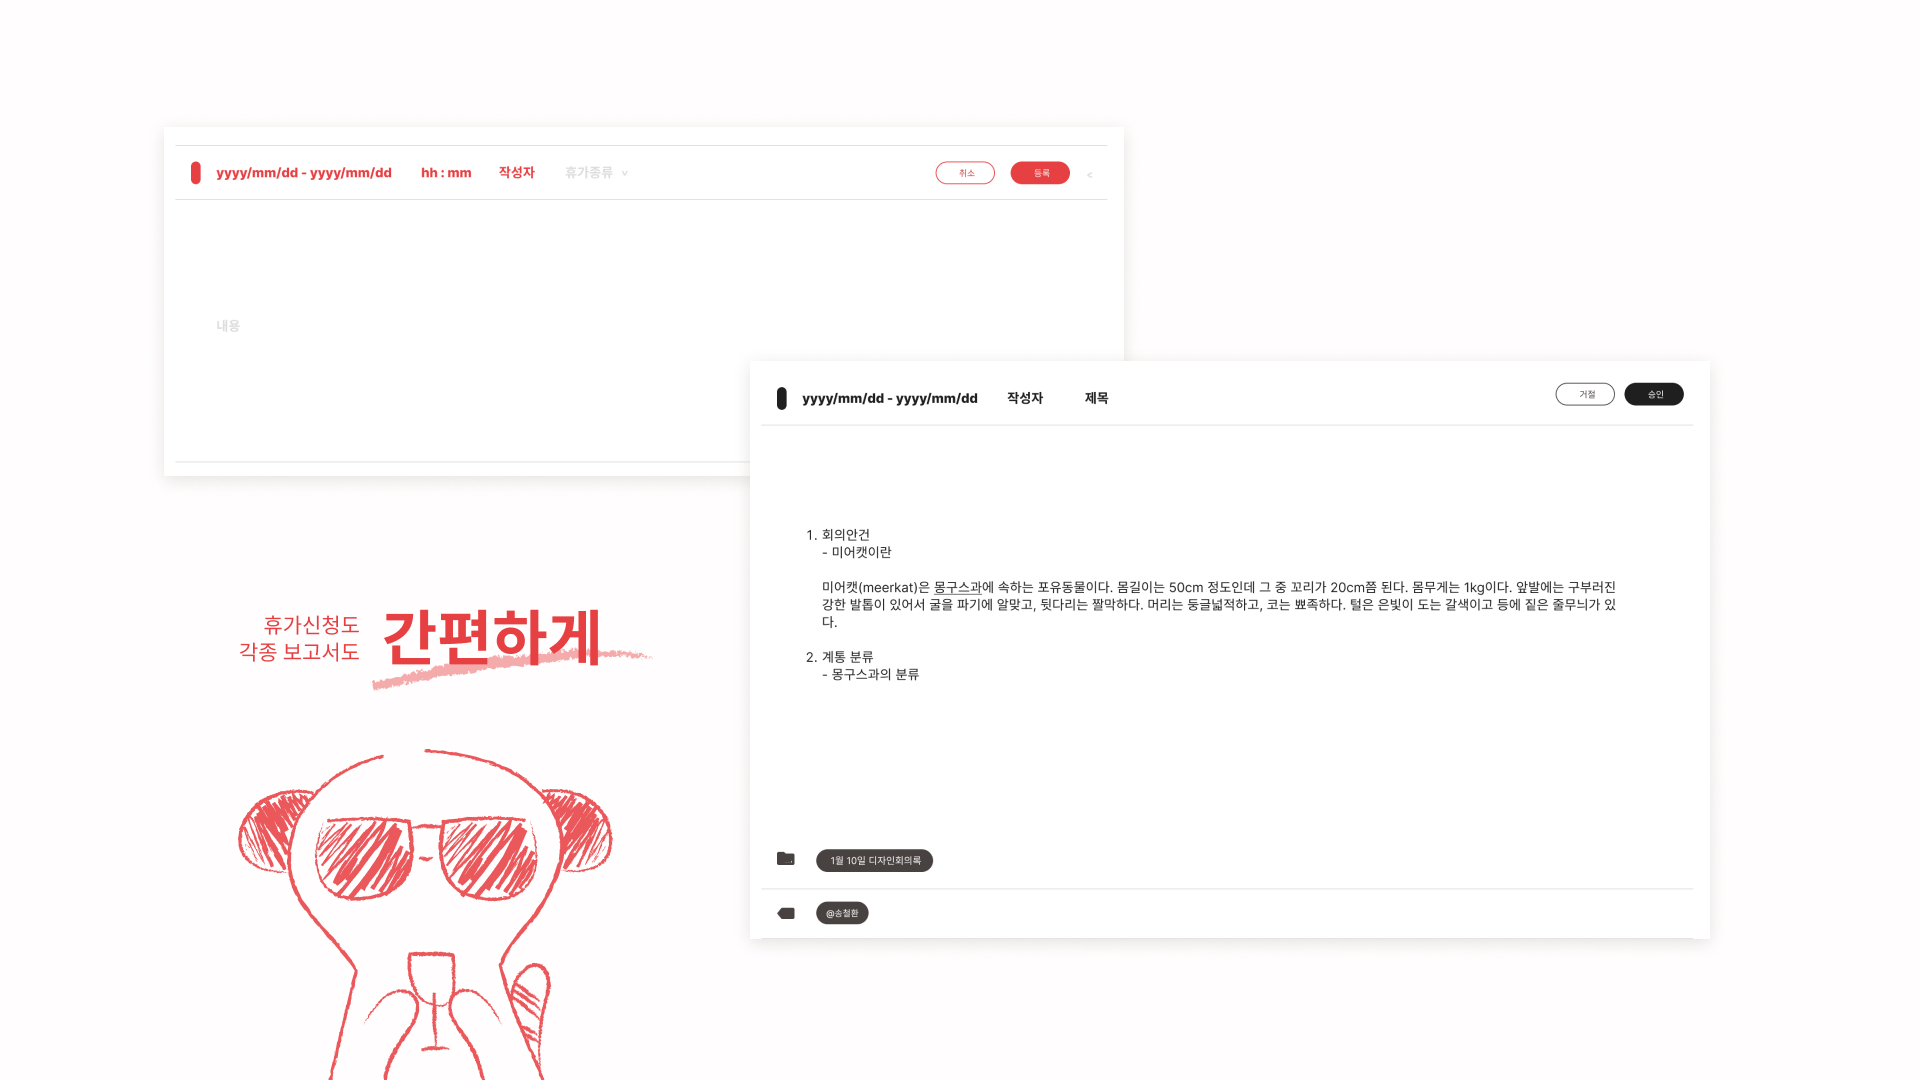 yyyy/mm/dd - yyyy/mm/dd hh : mm 작성자 휴가종류 v 취소 등록 <
내용
yyyy/mm/dd - yyyy/mm/dd 작성자 제목 거절 승인
1. 회의안건
- 미어캣이란
미어캣(meerkat)은 몽구스과에 속하는 포유동물이다. 몸길이는 50cm 정도인데 그 중 꼬리가 20cm쯤 된다. 몸무게는 1kg이다. 앞발에는 구부러진
강한 발톱이 있어서 굴을 파기에 알맞고, 뒷다리는 짤막하다. 머리는 둥글넓적하고, 코는 뾰족하다. 털은 은빛이 도는 갈색이고 등에 짙은 줄무늬가 있
다.
2. 계통 분류
- 몽구스과의 분류
1월 10일 디자인회의록
@송철환
휴가신청도
각종 보고서도
간편하게